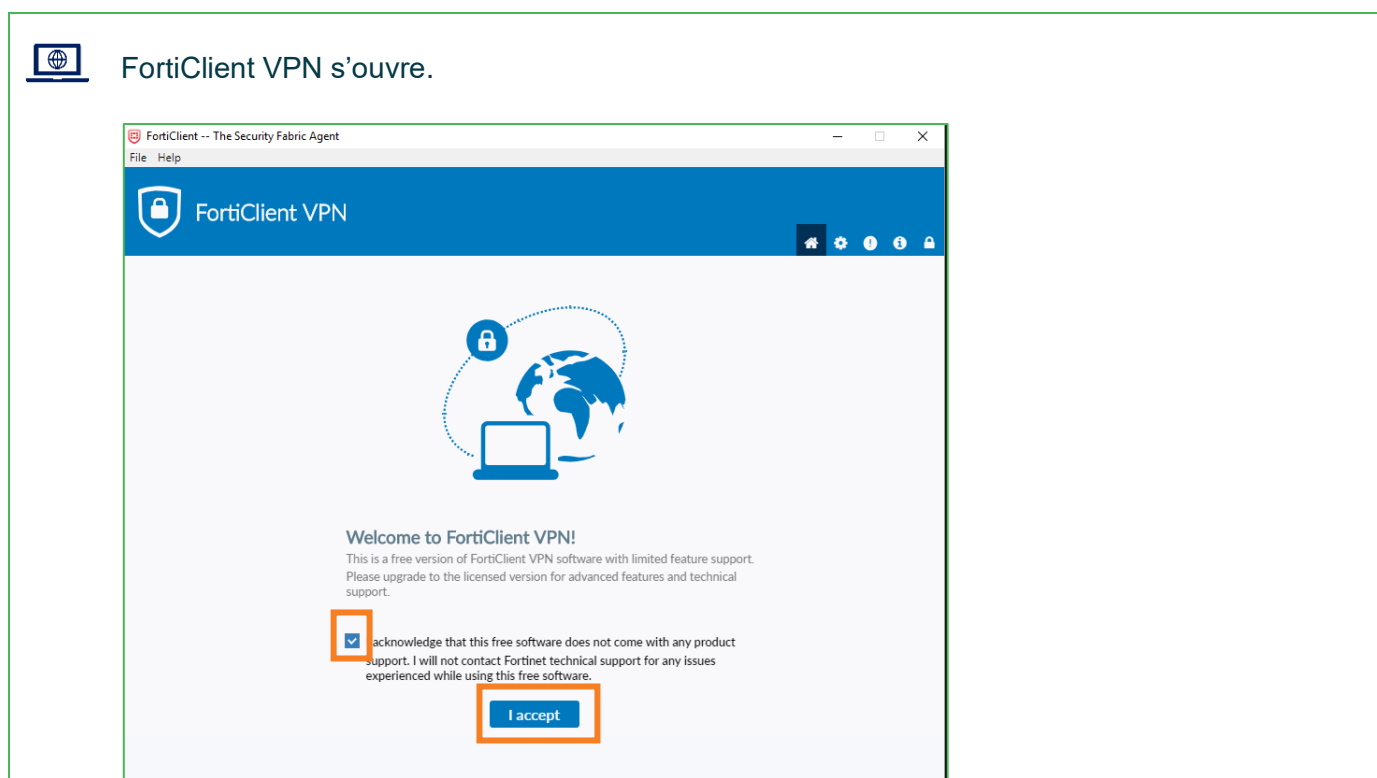 FortiClient VPN s’ouvre.
FortiClient -- The Security Fabric Agent
File Help
FortiClient VPN
Welcome to FortiClient VPN!
This is a free version of FortiClient VPN software with limited feature support.
Please upgrade to the licensed version for advanced features and technical
support.
acknowledge that this free software does not come with any product
support. I will not contact Fortinet technical support for any issues
experienced while using this free software.
I accept